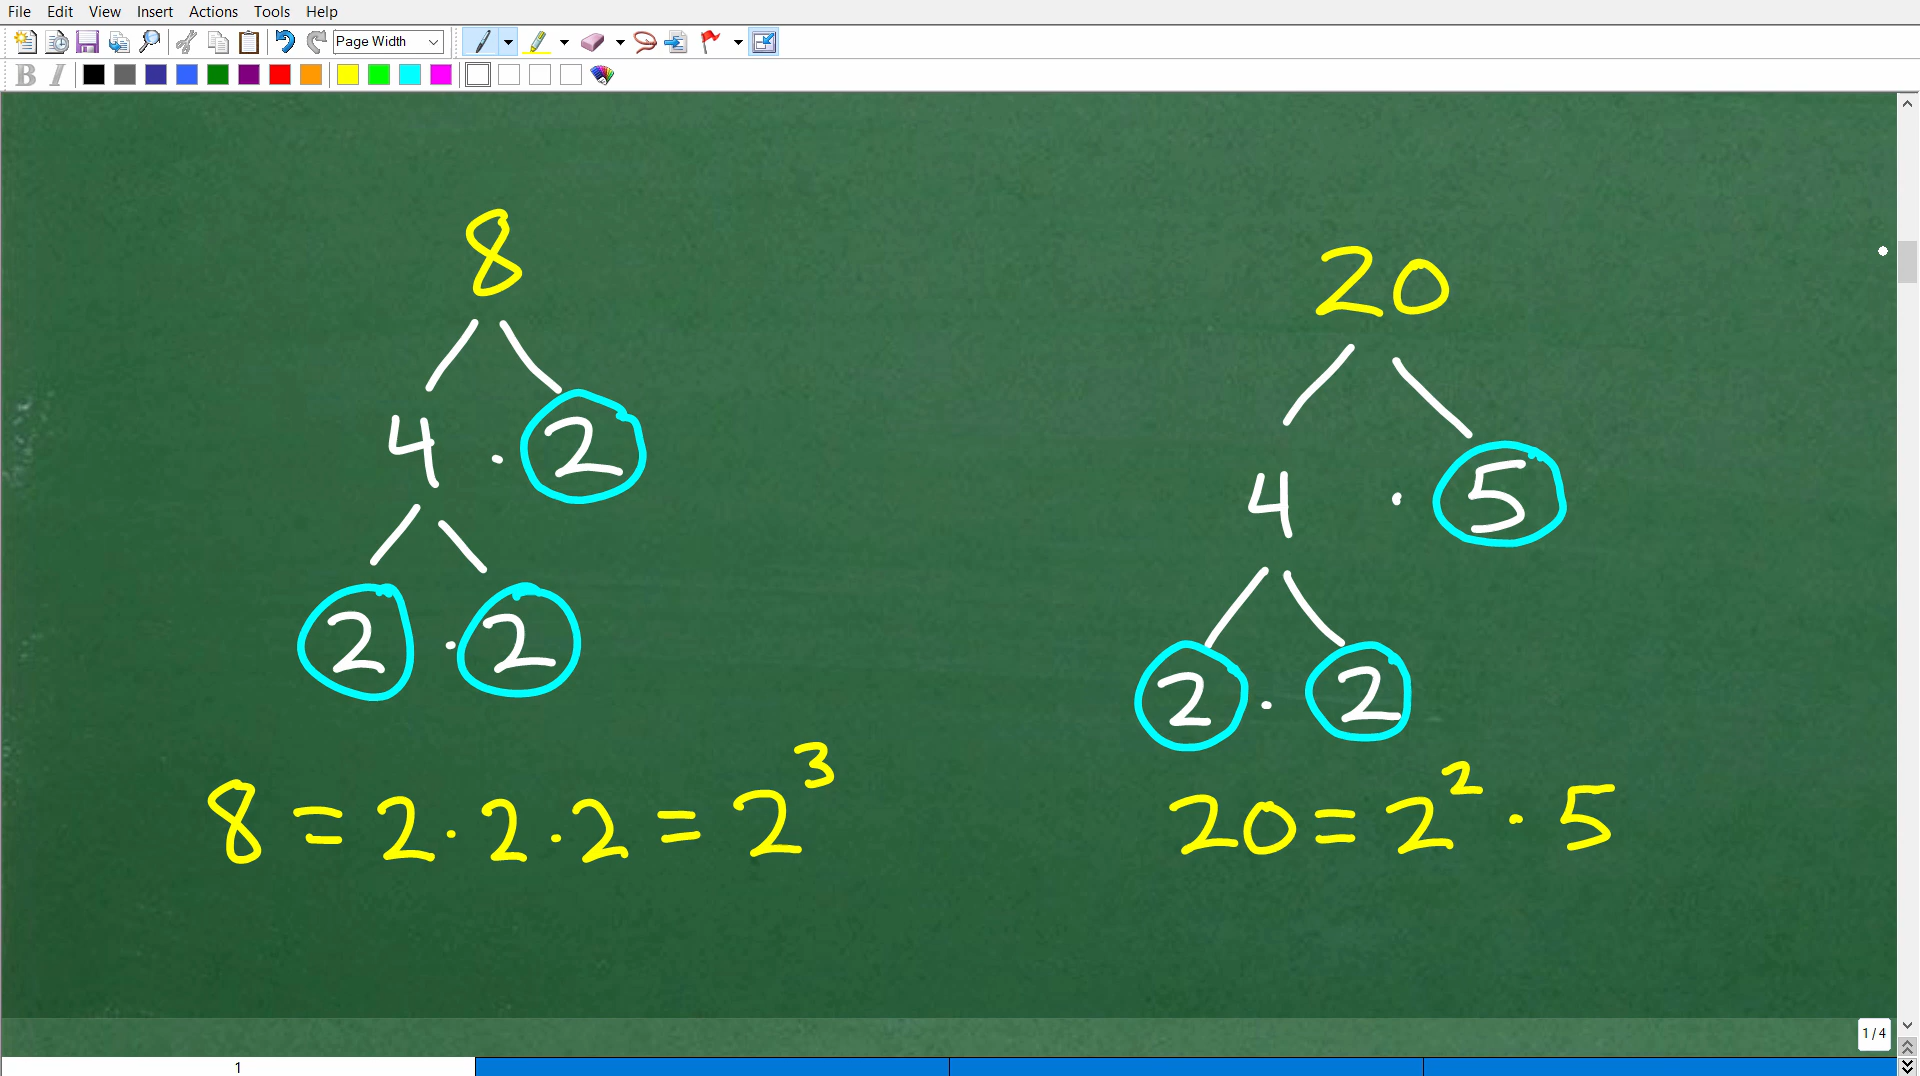 File Edit View Insert Actions Tools Help
Page Width
B I
8
20
4 · 2
4 · 5
2 · 2
2 · 2
8 = 2 · 2 · 2 = 2³
20 = 2² · 5
1 / 4
1